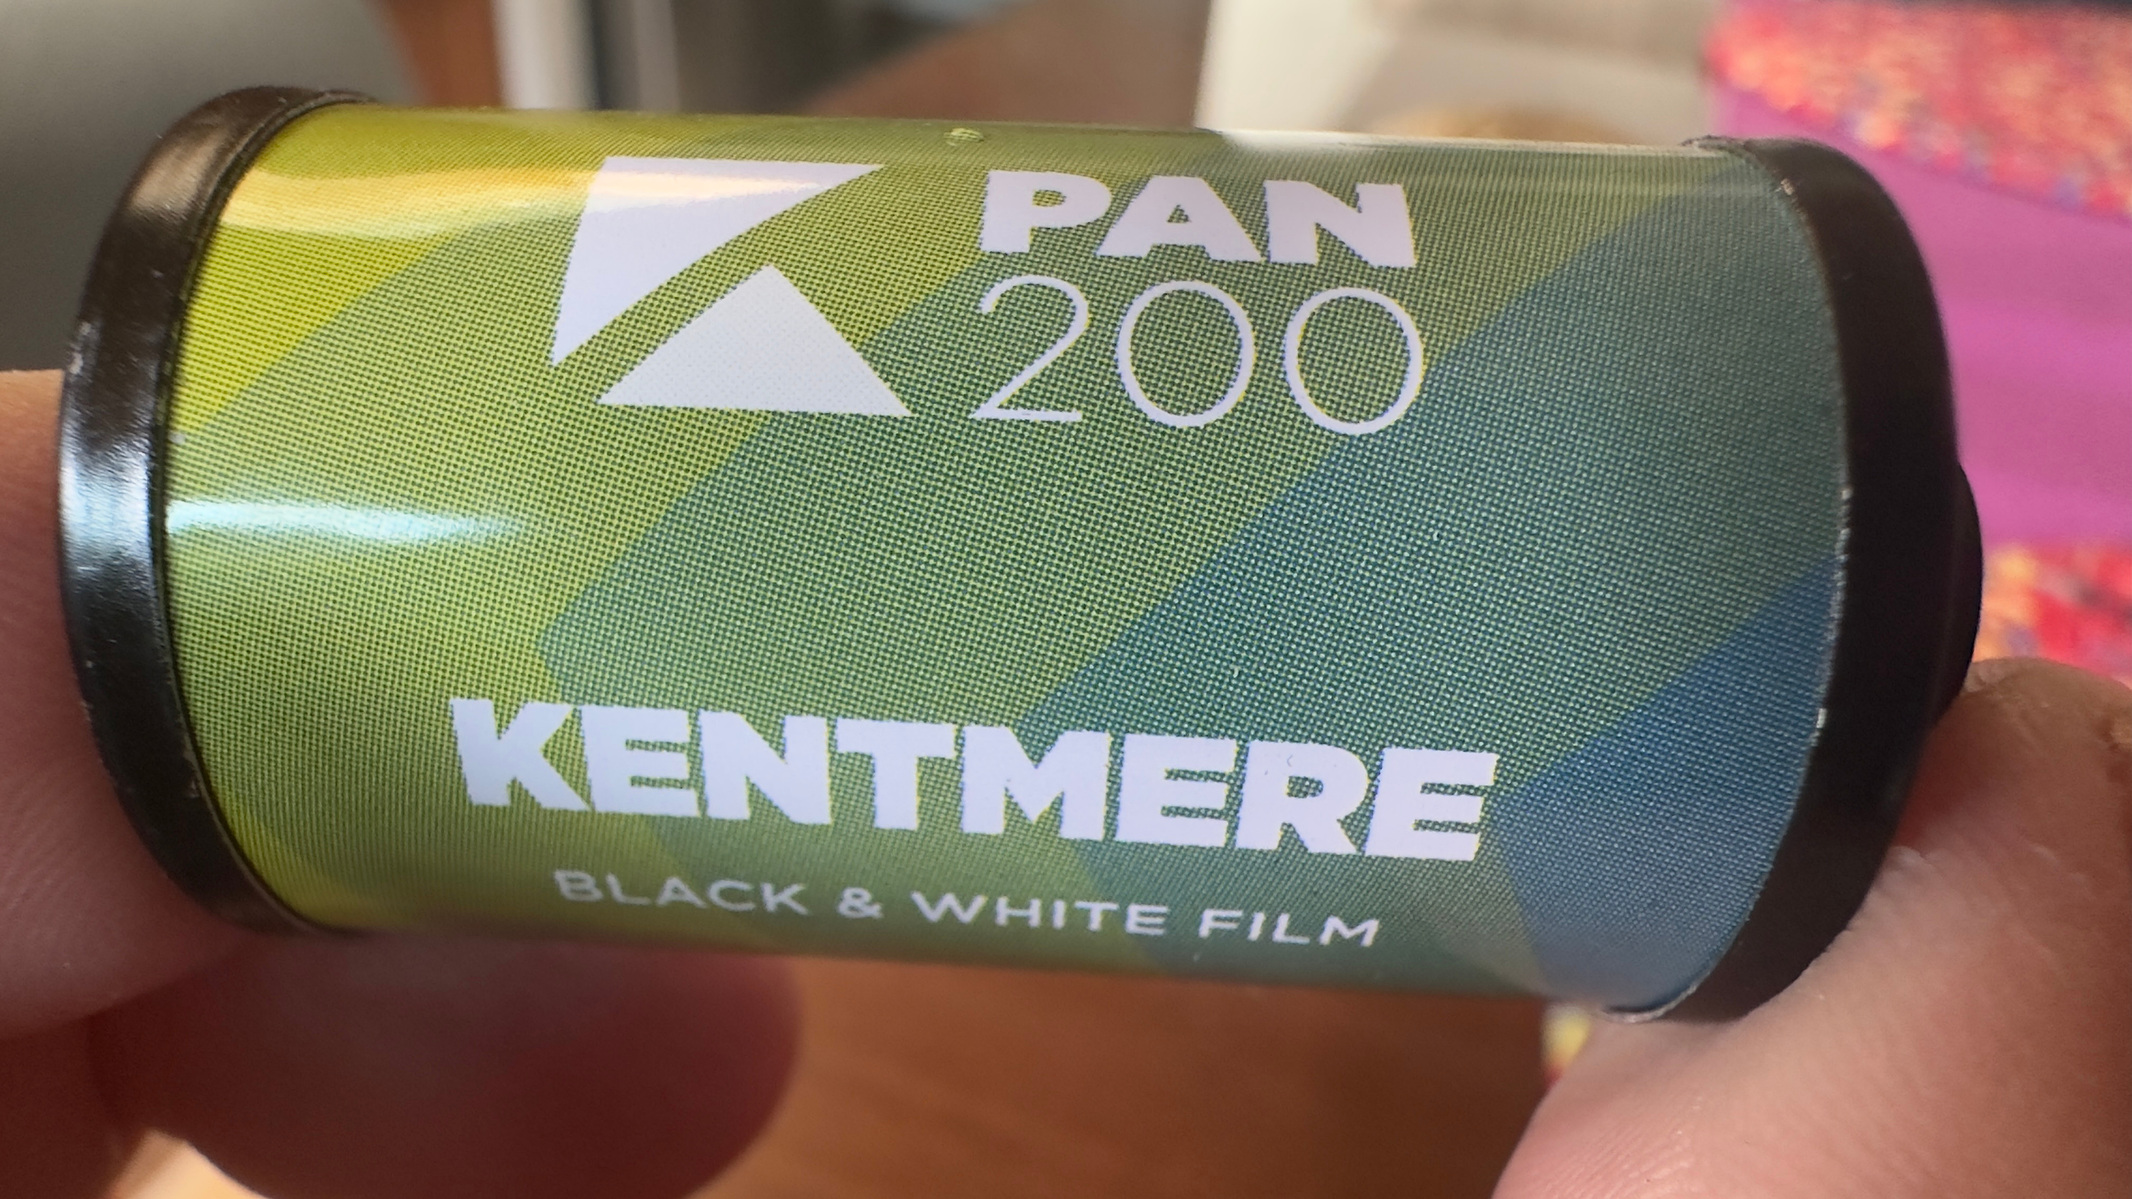 PAN
200
KENTMERE
BLACK & WHITE FILM